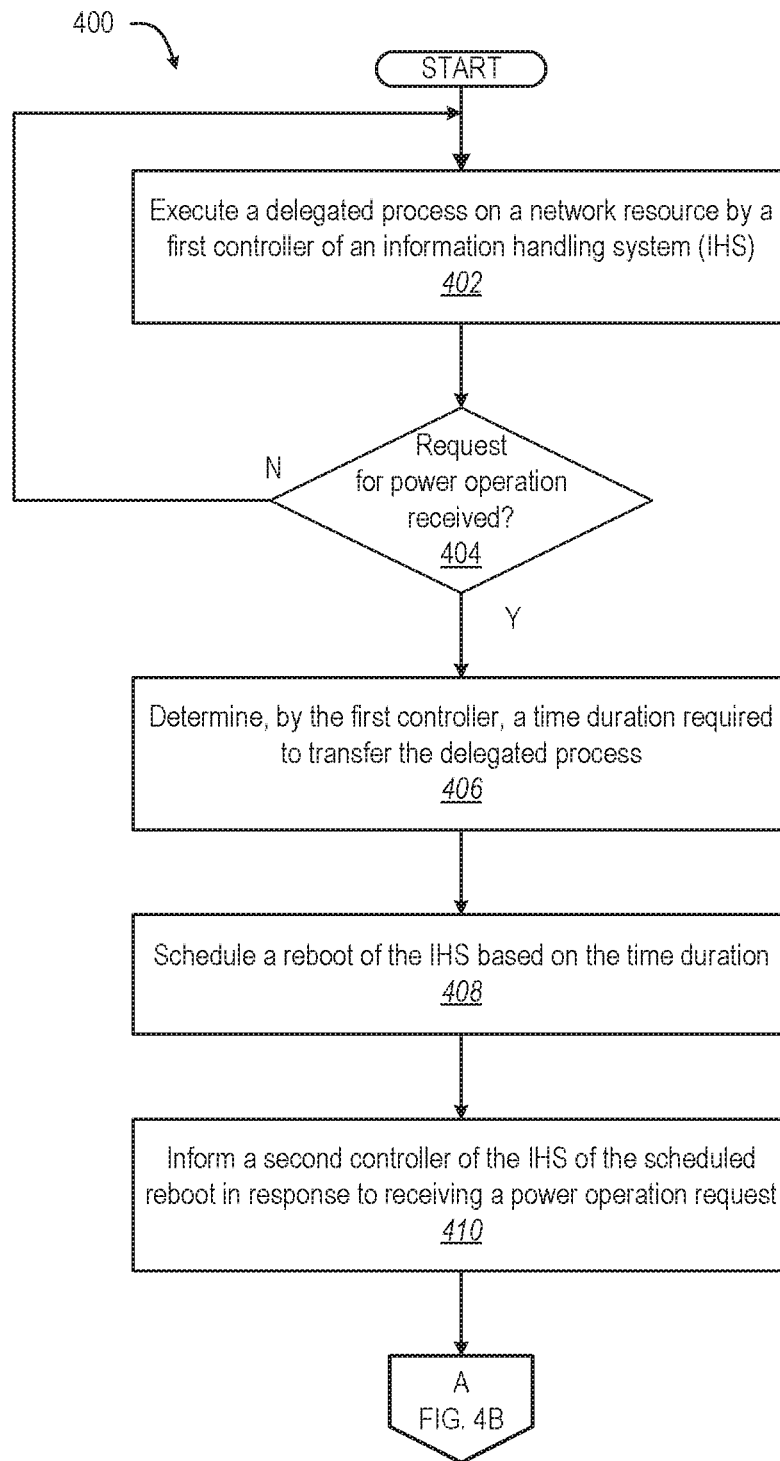 400
START
Execute a delegated process on a network resource by a
first controller of an information handling system (IHS)
402
Request
for power operation
received?
404
N
Y
Determine, by the first controller, a time duration required
to transfer the delegated process
406
Schedule a reboot of the IHS based on the time duration
408
Inform a second controller of the IHS of the scheduled
reboot in response to receiving a power operation request
410
A
FIG. 4B